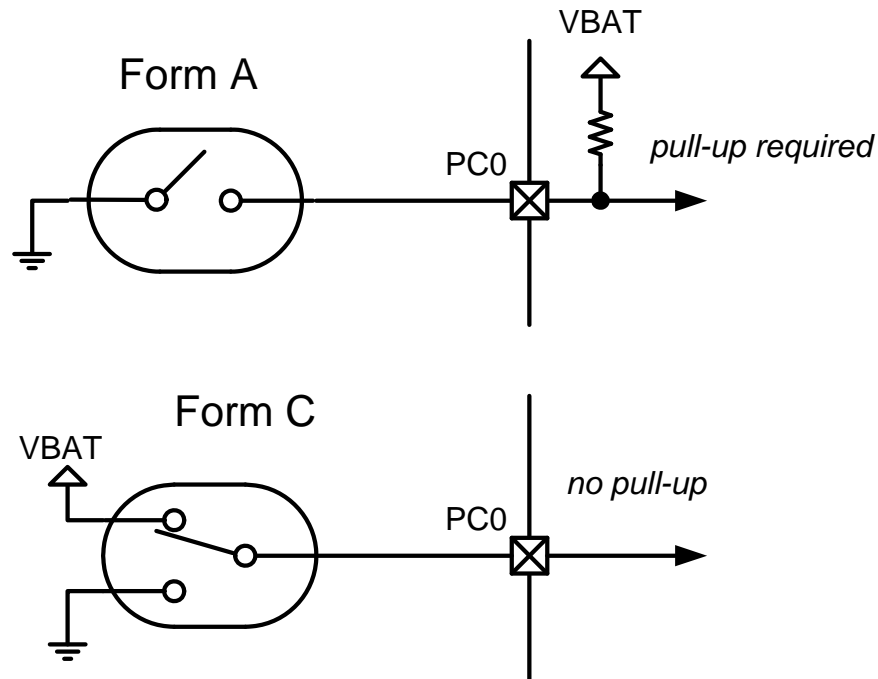 VBAT
Form A
PC0
pull-up required
Form C
VBAT
PC0
no pull-up